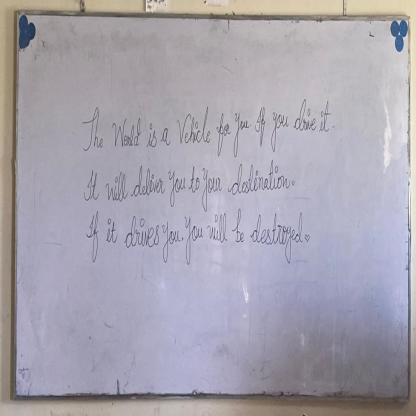 The World is a Vehicle for you If you drive it.
It will deliver you to your destination.
If it drives you. You will be destroyed.